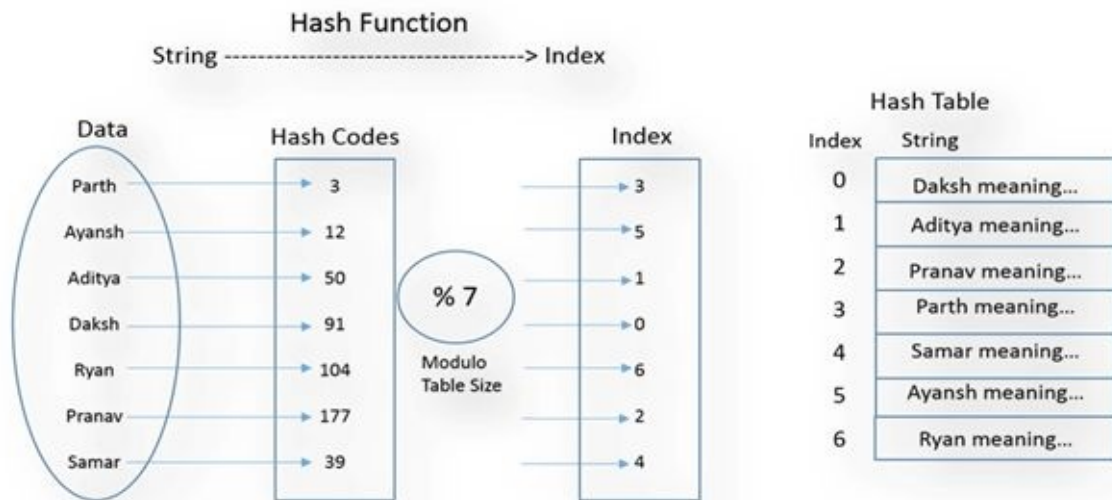 Hash Function
String ------------------------------> Index
Data
Hash Codes
Index
Parth 3 3
Ayansh 12 5
Aditya 50 1
Daksh 91 0
Ryan 104 6
Pranav 177 2
Samar 39 4
% 7
Modulo
Table Size
Hash Table
Index String
0 Daksh meaning...
1 Aditya meaning...
2 Pranav meaning...
3 Parth meaning...
4 Samar meaning...
5 Ayansh meaning...
6 Ryan meaning...